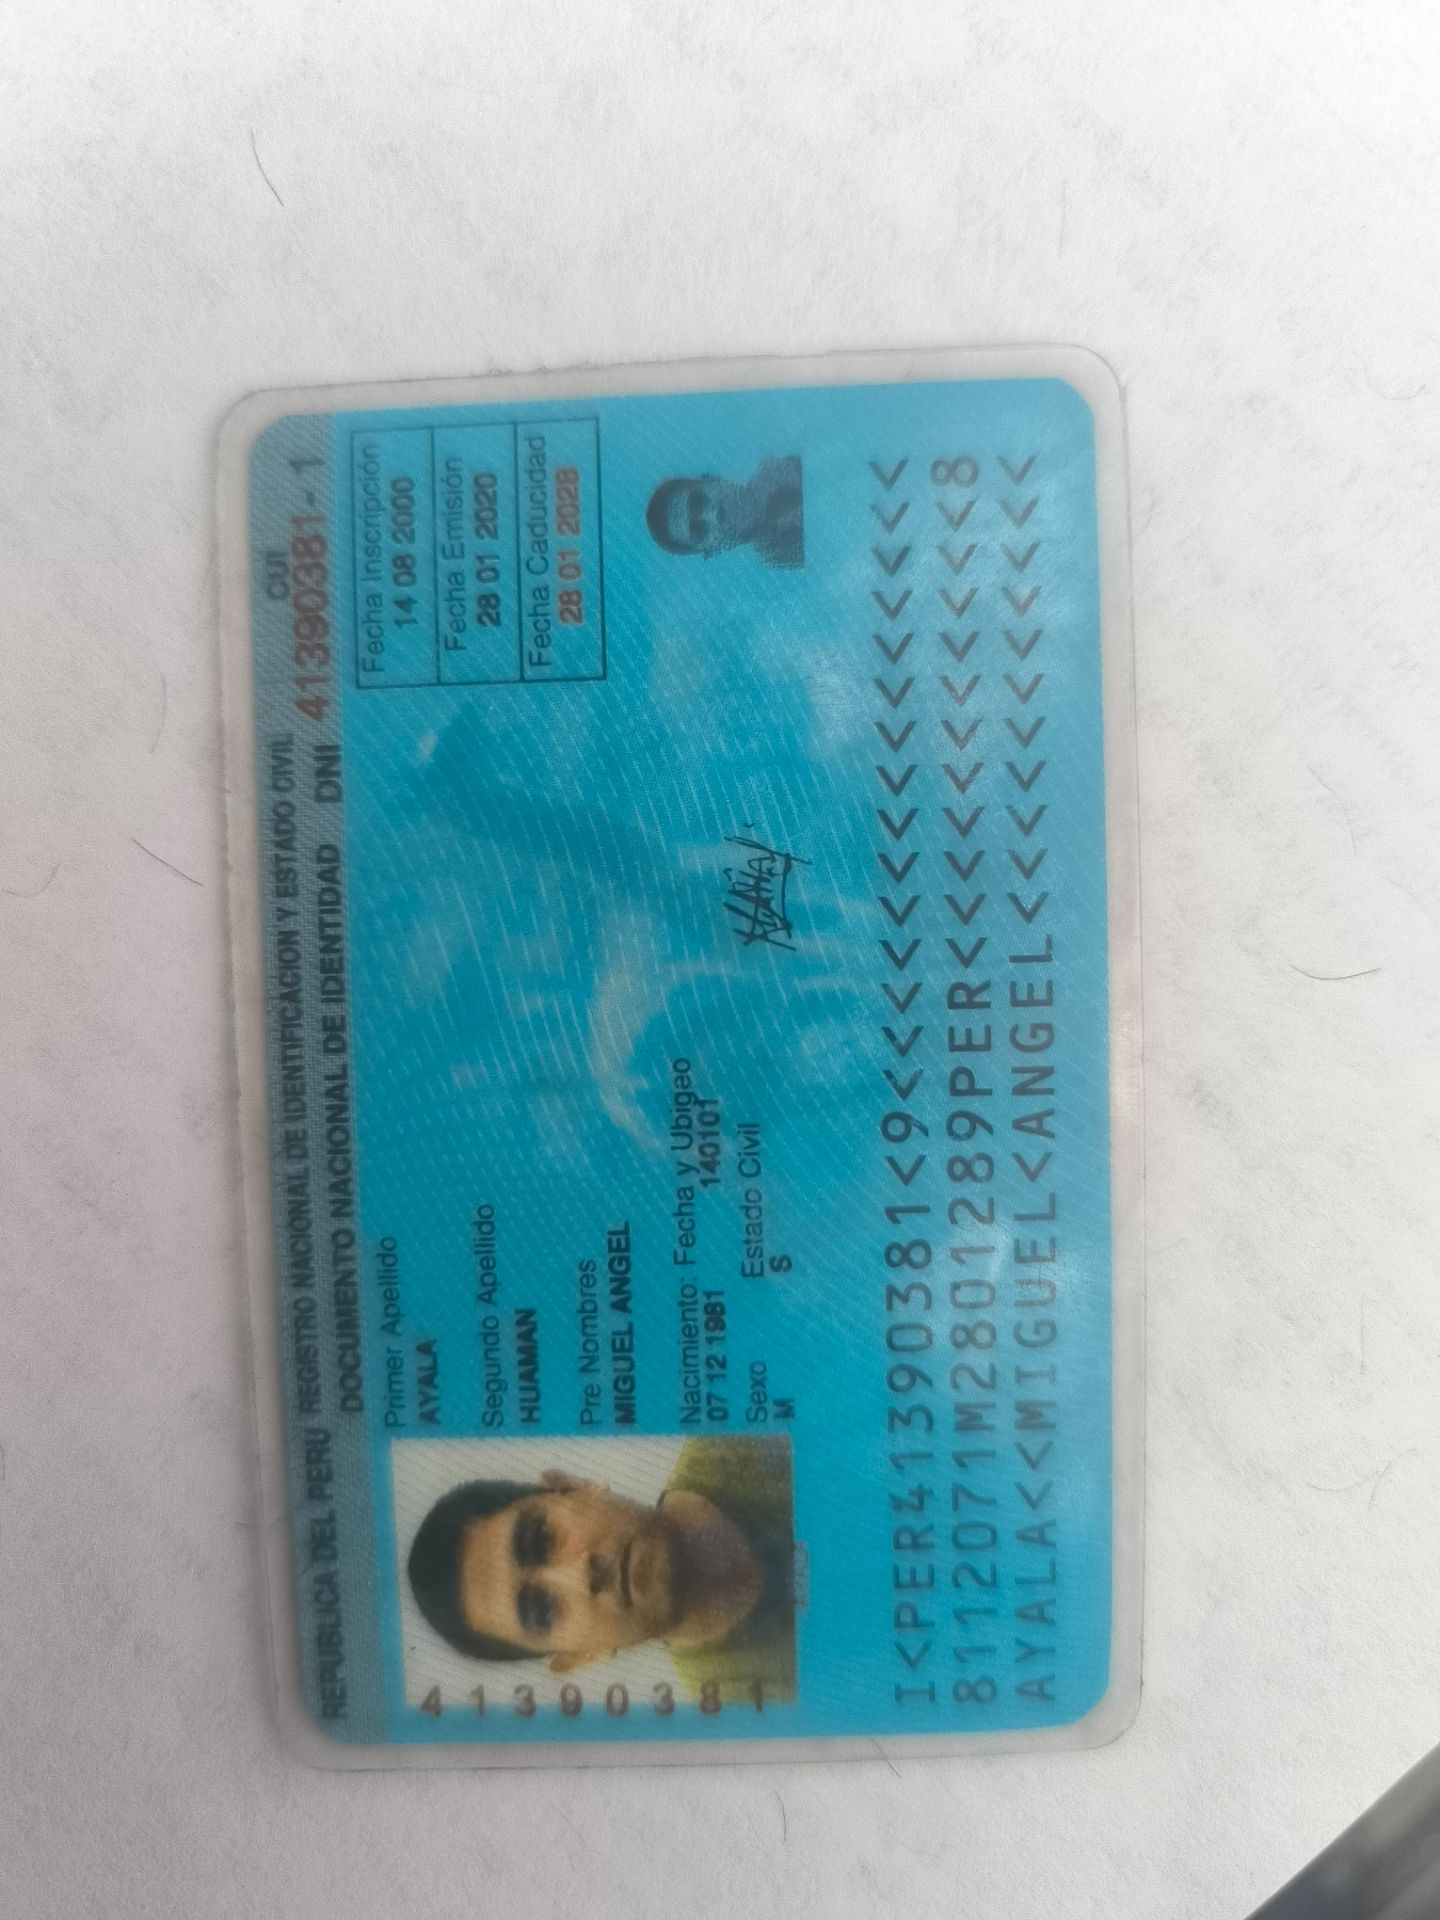 REPUBLICA DEL PERU REGISTRO NACIONAL DE IDENTIFICACION Y ESTADO CIVIL
CUI
DOCUMENTO NACIONAL DE IDENTIDAD DNI 41390381 - 1
Primer Apellido
AYALA
Segundo Apellido
HUAMAN
Pre Nombres
MIGUEL ANGEL
Nacimiento: Fecha y Ubigeo
07 12 1981 140101
Sexo Estado Civil
M S
Fecha Inscripción
14 08 2000
Fecha Emisión
28 01 2020
Fecha Caducidad
28 01 2028
41390381
I<PER41390381<9<<<<<<<<<<<<<<<
8112071M2801289PER<<<<<<<<<<<8
AYALA<<MIGUEL<ANGEL<<<<<<<<<<<